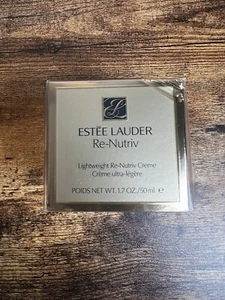 ESTĒE LAUDER
Re-Nutriv
Lightweight Re-Nutriv Creme
Crème ultra-légère
POIDS NET WT. 1.7 OZ./50 ml ℮